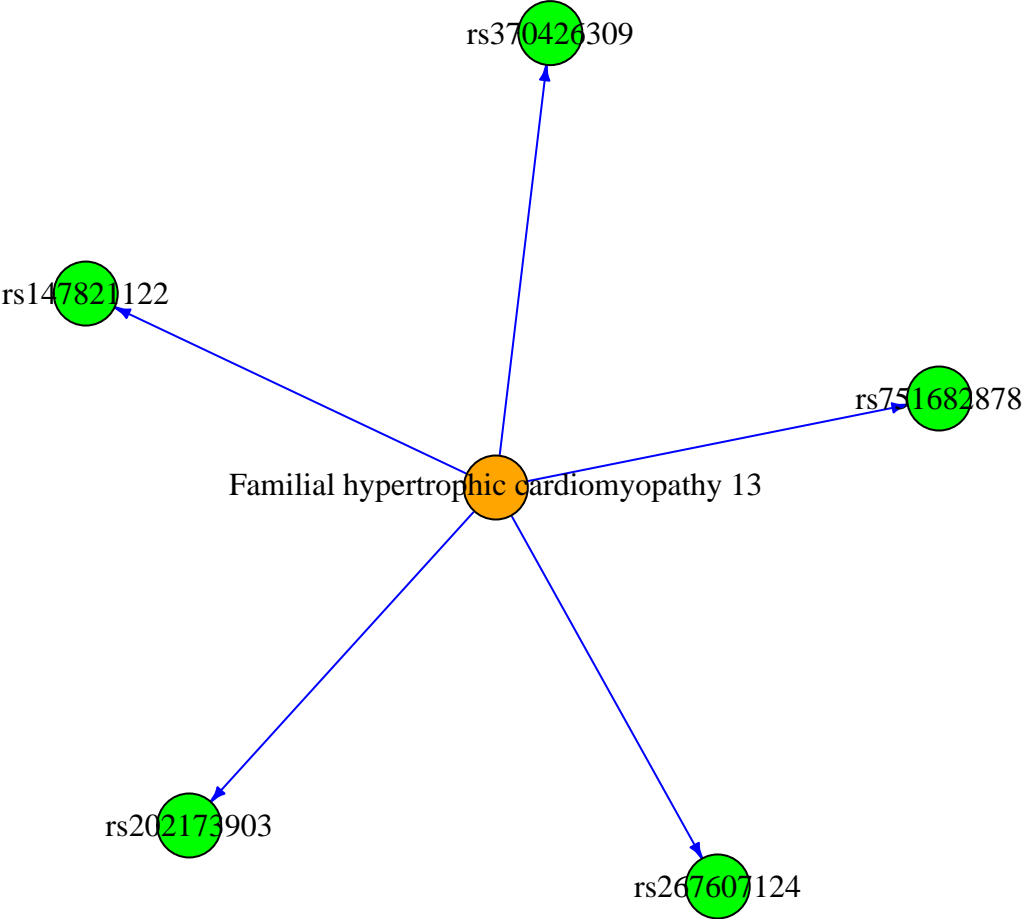 rs370426309
rs147821122
rs751682878
Familial hypertrophic cardiomyopathy 13
rs202173903
rs267607124